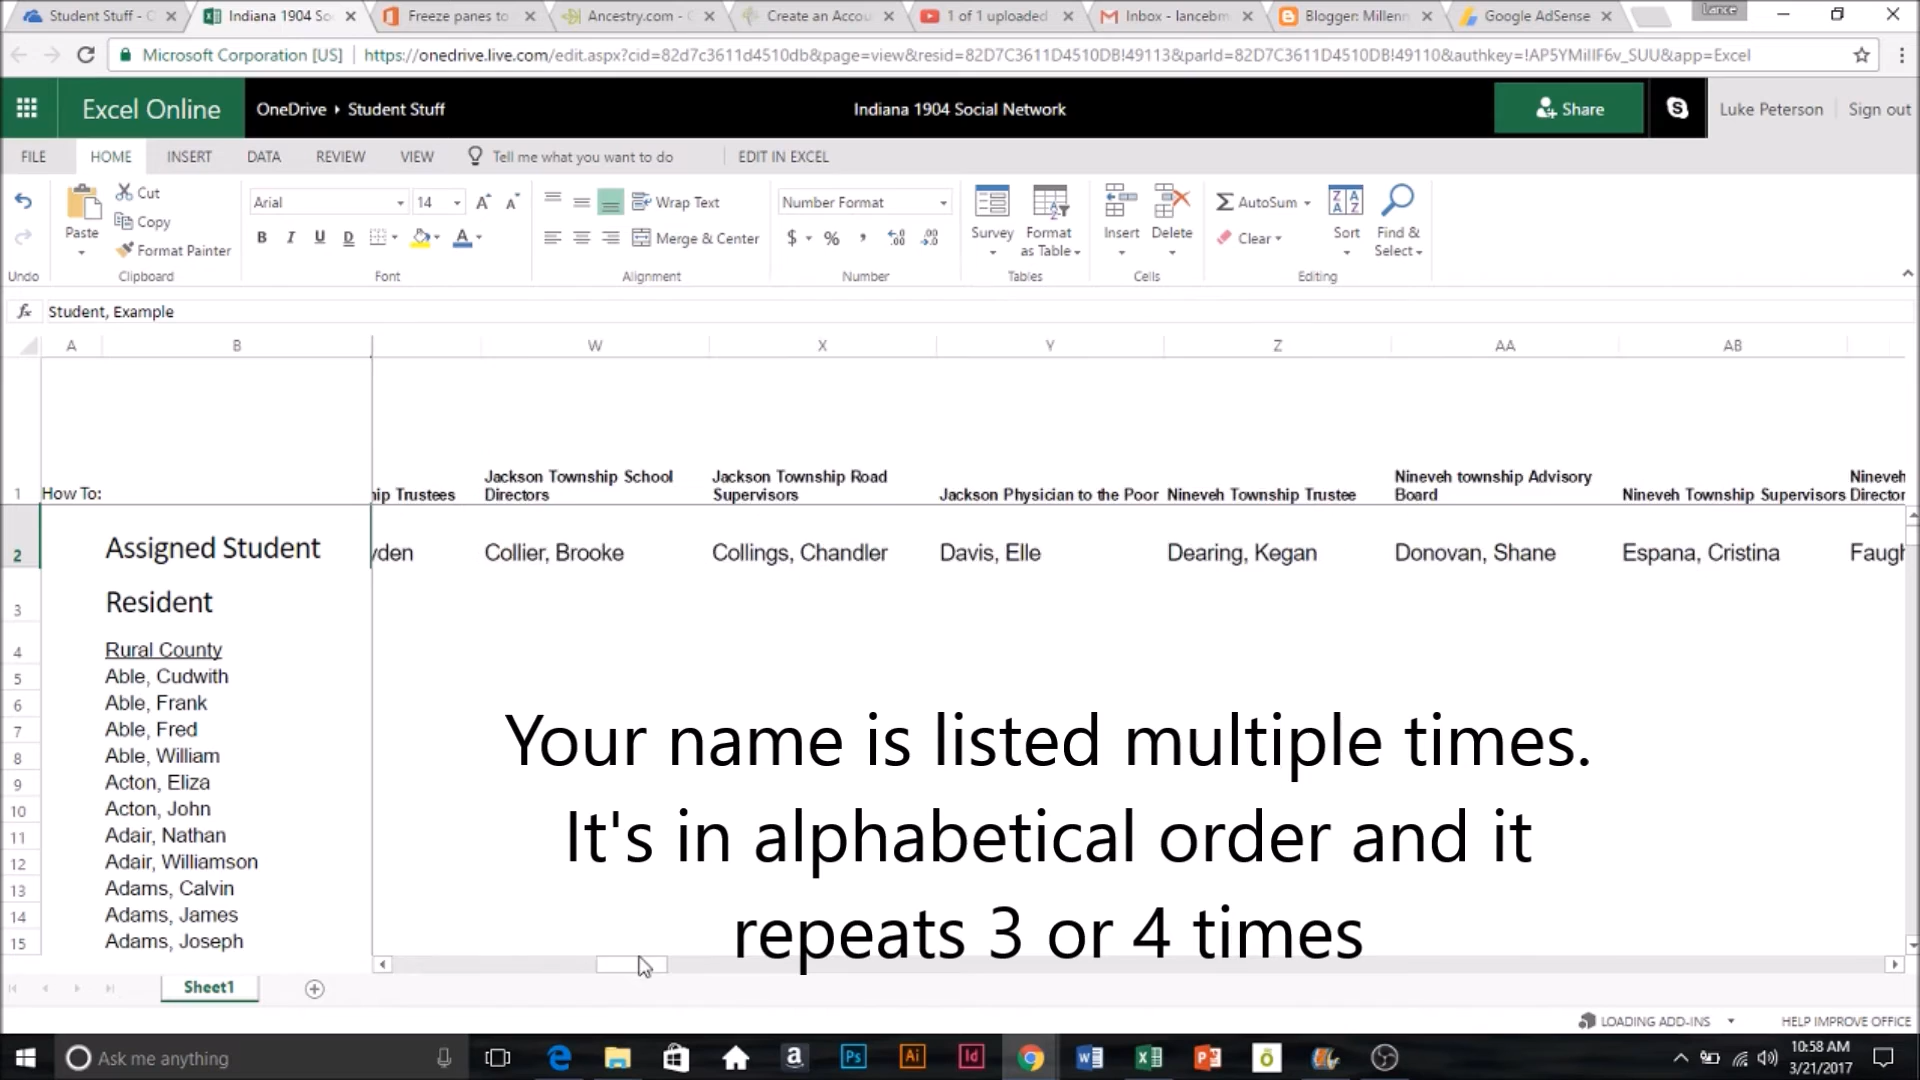 Student Stuff - C
Indiana 1904 So
Freeze panes to
Ancestry.com -
Create an Accou
1 of 1 uploaded
Inbox - lancebm
Blogger: Millenn
Google AdSense
lance
Microsoft Corporation [US]
https://onedrive.live.com/edit.aspx?cid=82d7c3611d4510db&page=view&resid=82D7C3611D4510DB!49113&parId=82D7C3611D4510DB!49110&authkey=!AP5YMiIlF6v_SUU&app=Excel
Excel Online
OneDrive ▸ Student Stuff
Indiana 1904 Social Network
Share
Luke Peterson
Sign out
FILE HOME INSERT DATA REVIEW VIEW Tell me what you want to do EDIT IN EXCEL
Paste
Cut
Copy
Format Painter
Arial 14
B I U D
Wrap Text
Merge & Center
Number Format
$ % ,
Survey
Format as Table
Insert
Delete
AutoSum
Clear
Sort
Find & Select
Undo Clipboard Font Alignment Number Tables Cells Editing
fx Student, Example
A B W X Y Z AA AB
1 How To:
ip Trustees
Jackson Township School
Directors
Jackson Township Road
Supervisors
Jackson Physician to the Poor
Nineveh Township Trustee
Nineveh township Advisory
Board
Nineveh Township Supervisors
Nineveh
Director
2 Assigned Student
yden Collier, Brooke Collings, Chandler Davis, Elle Dearing, Kegan Donovan, Shane Espana, Cristina Faugh
3 Resident
4 Rural County
5 Able, Cudwith
6 Able, Frank
7 Able, Fred
8 Able, William
9 Acton, Eliza
10 Acton, John
11 Adair, Nathan
12 Adair, Williamson
13 Adams, Calvin
14 Adams, James
15 Adams, Joseph
Your name is listed multiple times.
It's in alphabetical order and it
repeats 3 or 4 times
Sheet1
LOADING ADD-INS
HELP IMPROVE OFFICE
Ask me anything
Ps
Ai
Id
10:58 AM
3/21/2017